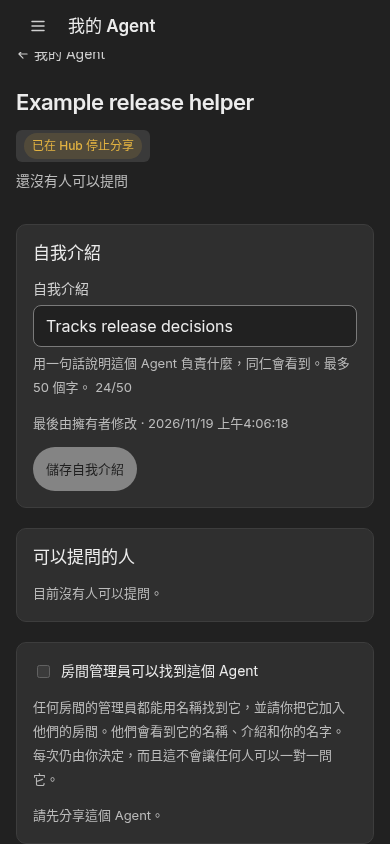 我的 Agent
← 我的 Agent
Example release helper
已在 Hub 停止分享
還沒有人可以提問
自我介紹
自我介紹
Tracks release decisions
用一句話說明這個 Agent 負責什麼，同仁會看到。最多
50 個字。 24/50
最後由擁有者修改 · 2026/11/19 上午4:06:18
儲存自我介紹
可以提問的人
目前沒有人可以提問。
房間管理員可以找到這個 Agent
任何房間的管理員都能用名稱找到它，並請你把它加入
他們的房間。他們會看到它的名稱、介紹和你的名字。
每次仍由你決定，而且這不會讓任何人可以一對一問
它。
請先分享這個 Agent。